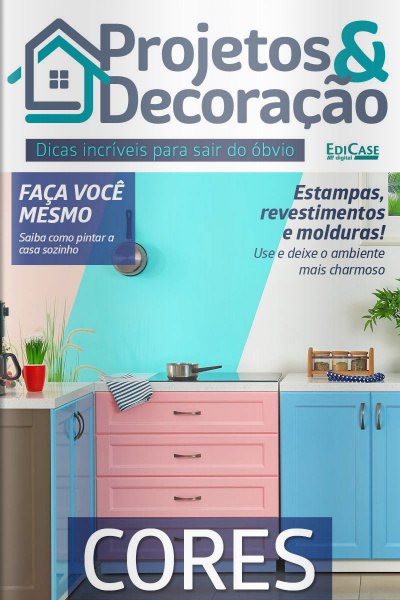 Projetos&
Decoração
Dicas incríveis para sair do óbvio
EDICASE
digital
FAÇA VOCÊ
MESMO
Saiba como pintar a
casa sozinho
Estampas,
revestimentos
e molduras!
Use e deixe o ambiente
mais charmoso
CORES